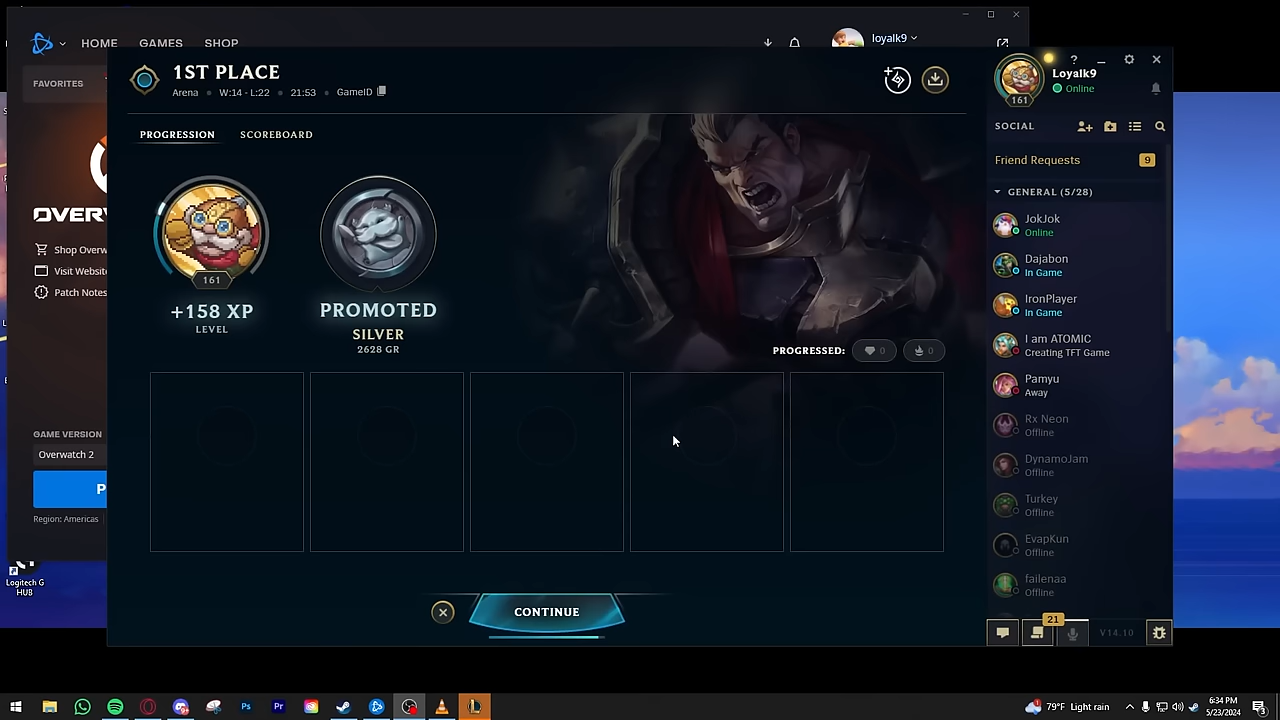 HOME GAMES SHOP
loyalk9
FAVORITES
OVERW
Shop Overw
Visit Website
Patch Notes
GAME VERSION
Overwatch 2
P
Region: Americas
Logitech G
HUB
1ST PLACE
Arena W:14 - L:22 21:53 GameID
PROGRESSION SCOREBOARD
161
+158 XP
LEVEL
PROMOTED
SILVER
2628 GR
PROGRESSED: 0 0
CONTINUE
?
161
Loyalk9
Online
SOCIAL
Friend Requests 9
GENERAL (5/28)
JokJok
Online
Dajabon
In Game
IronPlayer
In Game
I am ATOMIC
Creating TFT Game
Pamyu
Away
Rx Neon
Offline
DynamoJam
Offline
Turkey
Offline
EvapKun
Offline
failenaa
Offline
21
V14.10
Ps
Pr
79°F Light rain
6:34 PM
5/23/2024